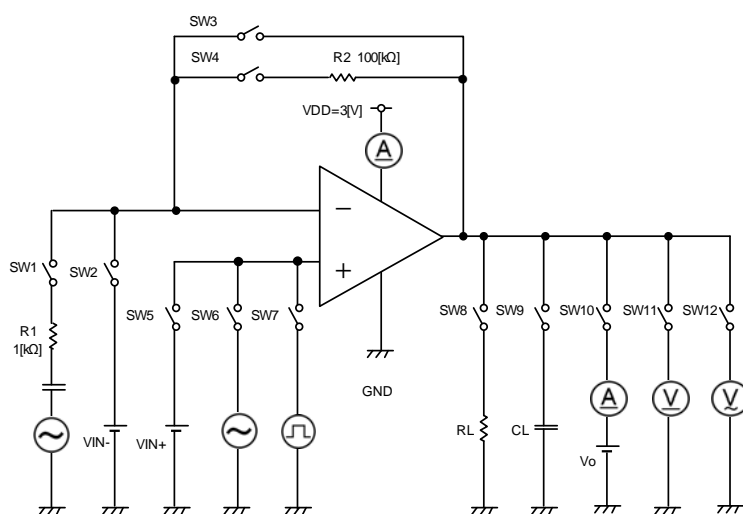 SW3
SW4
R2 100[kΩ]
VDD=3[V]
A
−
+
SW1
SW2
SW5
SW6
SW7
SW8
SW9
SW10
SW11
SW12
R1
1[kΩ]
GND
VIN-
VIN+
RL
CL
A
V
V
Vo